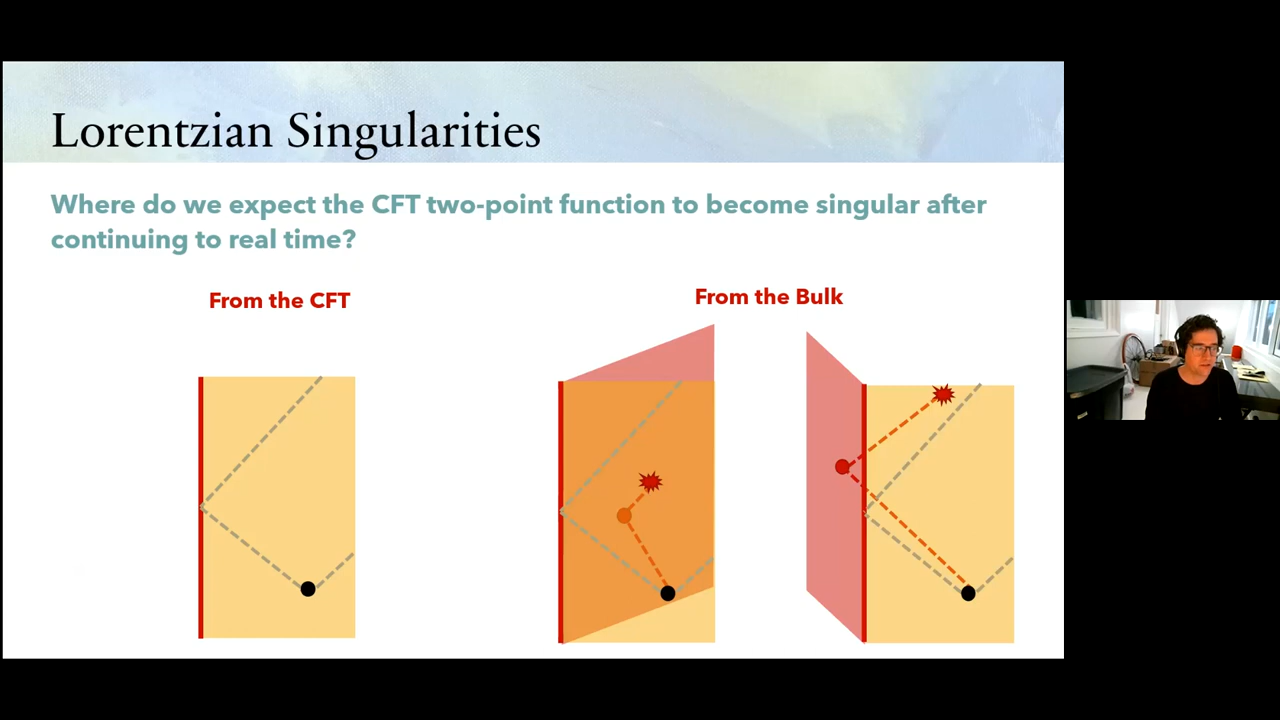 Lorentzian Singularities
Where do we expect the CFT two-point function to become singular after
continuing to real time?
From the CFT
From the Bulk